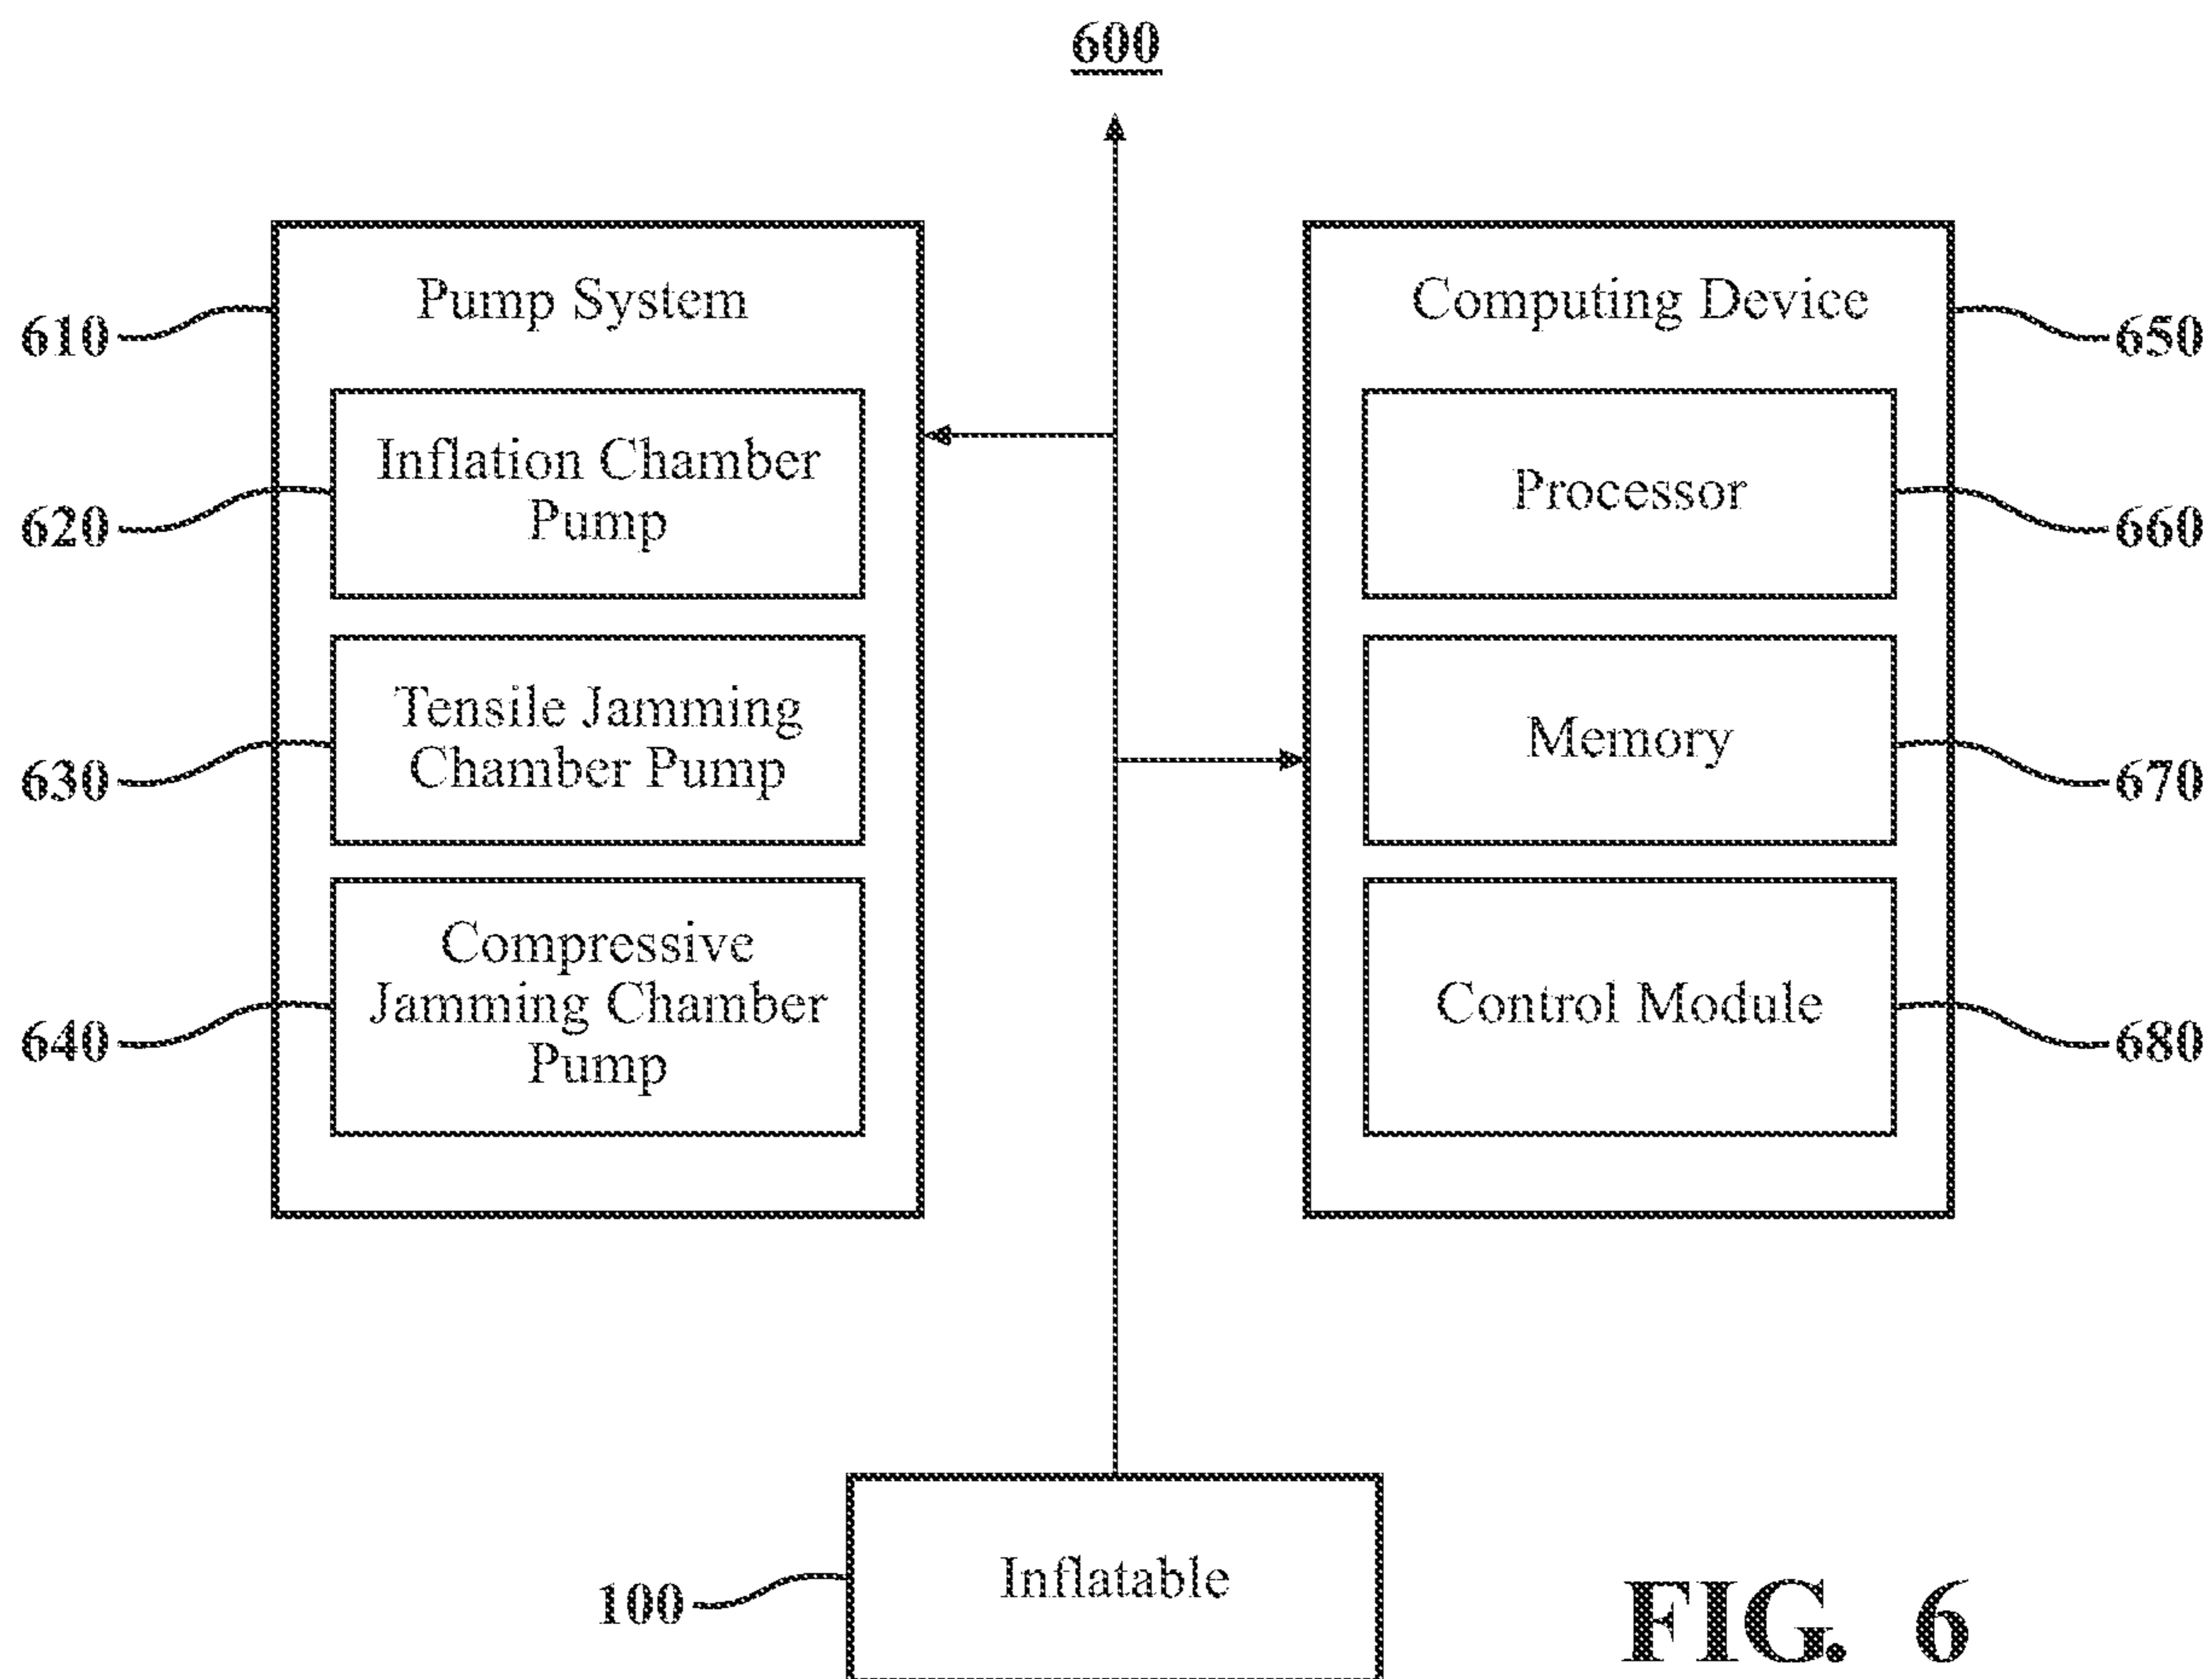 600
Pump System
Computing Device
610
650
Inflation Chamber
Pump
Processor
620
660
Tensile Jamming
Chamber Pump
Memory
630
670
Compressive
Jamming Chamber
Pump
Control Module
640
680
Inflatable
100
FIG. 6